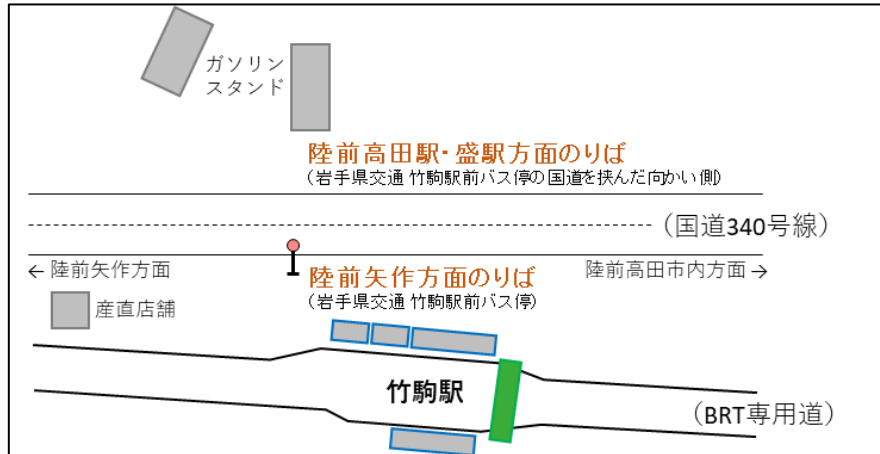 ガソリン
スタンド
陸前高田駅・盛駅方面のりば
(岩手県交通 竹駒駅前バス停の国道を挟んだ向かい側)
(国道340号線)
← 陸前矢作方面
陸前矢作方面のりば
陸前高田市内方面 →
(岩手県交通 竹駒駅前バス停)
産直店舗
竹駒駅
(BRT専用道)